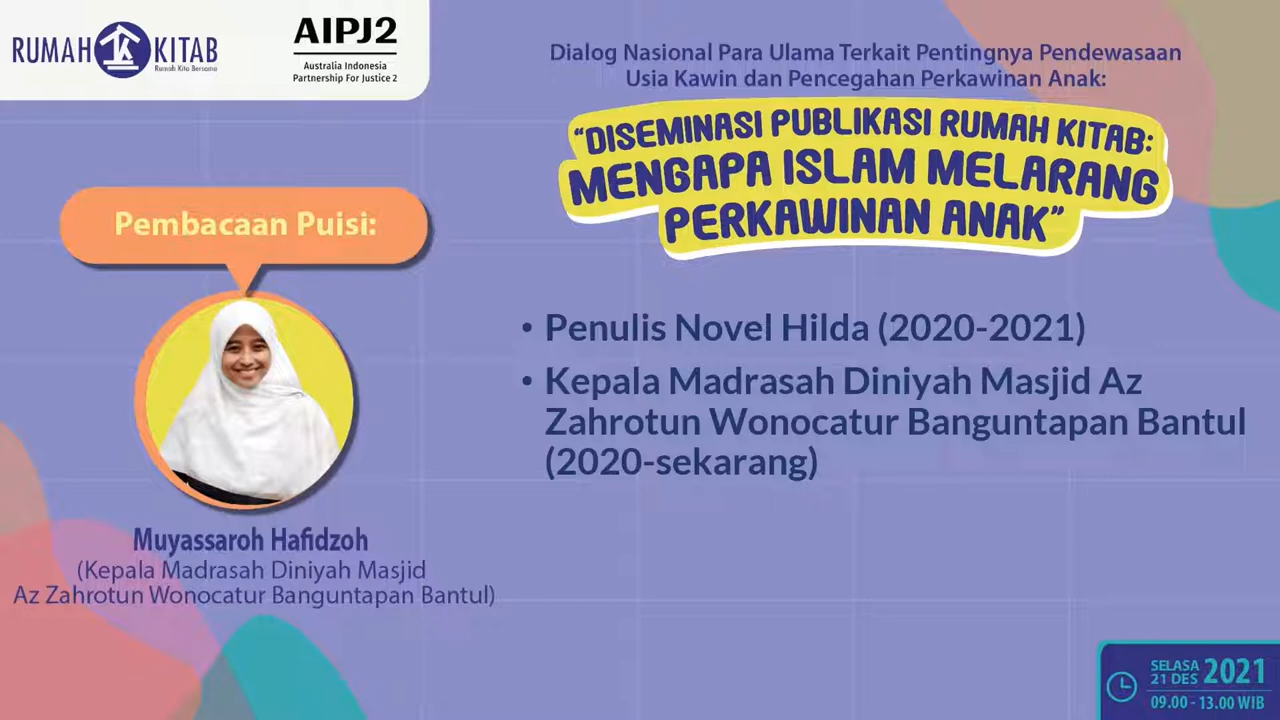 RUMAH KITAB
Rumah Kita Bersama
AIPJ2
Australia Indonesia
Partnership For Justice 2
Dialog Nasional Para Ulama Terkait Pentingnya Pendewasaan
Usia Kawin dan Pencegahan Perkawinan Anak:
“DISEMINASI PUBLIKASI RUMAH KITAB:
MENGAPA ISLAM MELARANG
PERKAWINAN ANAK”
Pembacaan Puisi:
Muyassaroh Hafidzoh
(Kepala Madrasah Diniyah Masjid
Az Zahrotun Wonocatur Banguntapan Bantul)
• Penulis Novel Hilda (2020-2021)
• Kepala Madrasah Diniyah Masjid Az
Zahrotun Wonocatur Banguntapan Bantul
(2020-sekarang)
SELASA
21 DES 2021
09.00 - 13.00 WIB